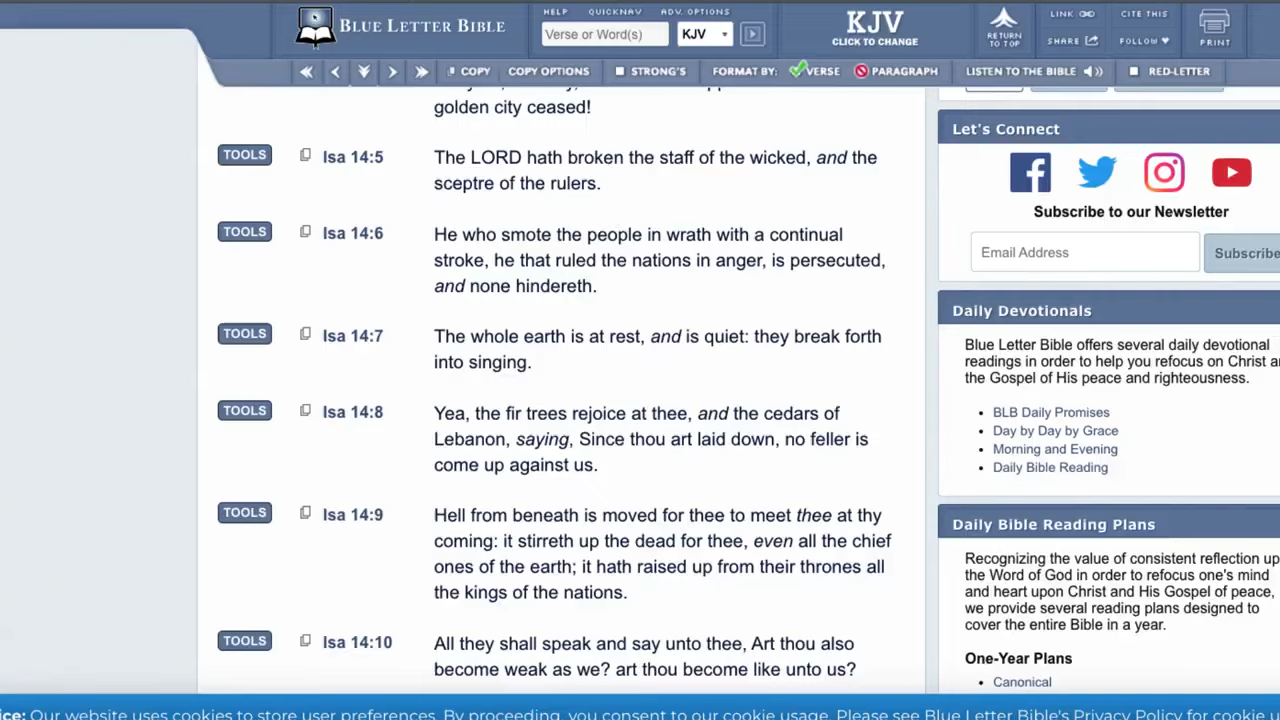 BLUE LETTER BIBLE
HELP QUICKNAV ADV. OPTIONS
Verse or Word(s)
KJV
KJV
CLICK TO CHANGE
RETURN
TO TOP
LINK
CITE THIS
SHARE
FOLLOW
PRINT
COPY COPY OPTIONS STRONG'S FORMAT BY: VERSE PARAGRAPH LISTEN TO THE BIBLE RED-LETTER
golden city ceased!
TOOLS Isa 14:5 The LORD hath broken the staff of the wicked, and the
sceptre of the rulers.
TOOLS Isa 14:6 He who smote the people in wrath with a continual
stroke, he that ruled the nations in anger, is persecuted,
and none hindereth.
TOOLS Isa 14:7 The whole earth is at rest, and is quiet: they break forth
into singing.
TOOLS Isa 14:8 Yea, the fir trees rejoice at thee, and the cedars of
Lebanon, saying, Since thou art laid down, no feller is
come up against us.
TOOLS Isa 14:9 Hell from beneath is moved for thee to meet thee at thy
coming: it stirreth up the dead for thee, even all the chief
ones of the earth; it hath raised up from their thrones all
the kings of the nations.
TOOLS Isa 14:10 All they shall speak and say unto thee, Art thou also
become weak as we? art thou become like unto us?
Let's Connect
Subscribe to our Newsletter
Email Address
Subscribe
Daily Devotionals
Blue Letter Bible offers several daily devotional
readings in order to help you refocus on Christ
the Gospel of His peace and righteousness.
• BLB Daily Promises
• Day by Day by Grace
• Morning and Evening
• Daily Bible Reading
Daily Bible Reading Plans
Recognizing the value of consistent reflection
the Word of God in order to refocus one's mind
and heart upon Christ and His Gospel of peace,
we provide several reading plans designed to
cover the entire Bible in a year.
One-Year Plans
• Canonical
Our website uses cookies to store user preferences. By proceeding, you consent to our cookie usage. Please see Blue Letter Bible's Privacy Policy for cookie